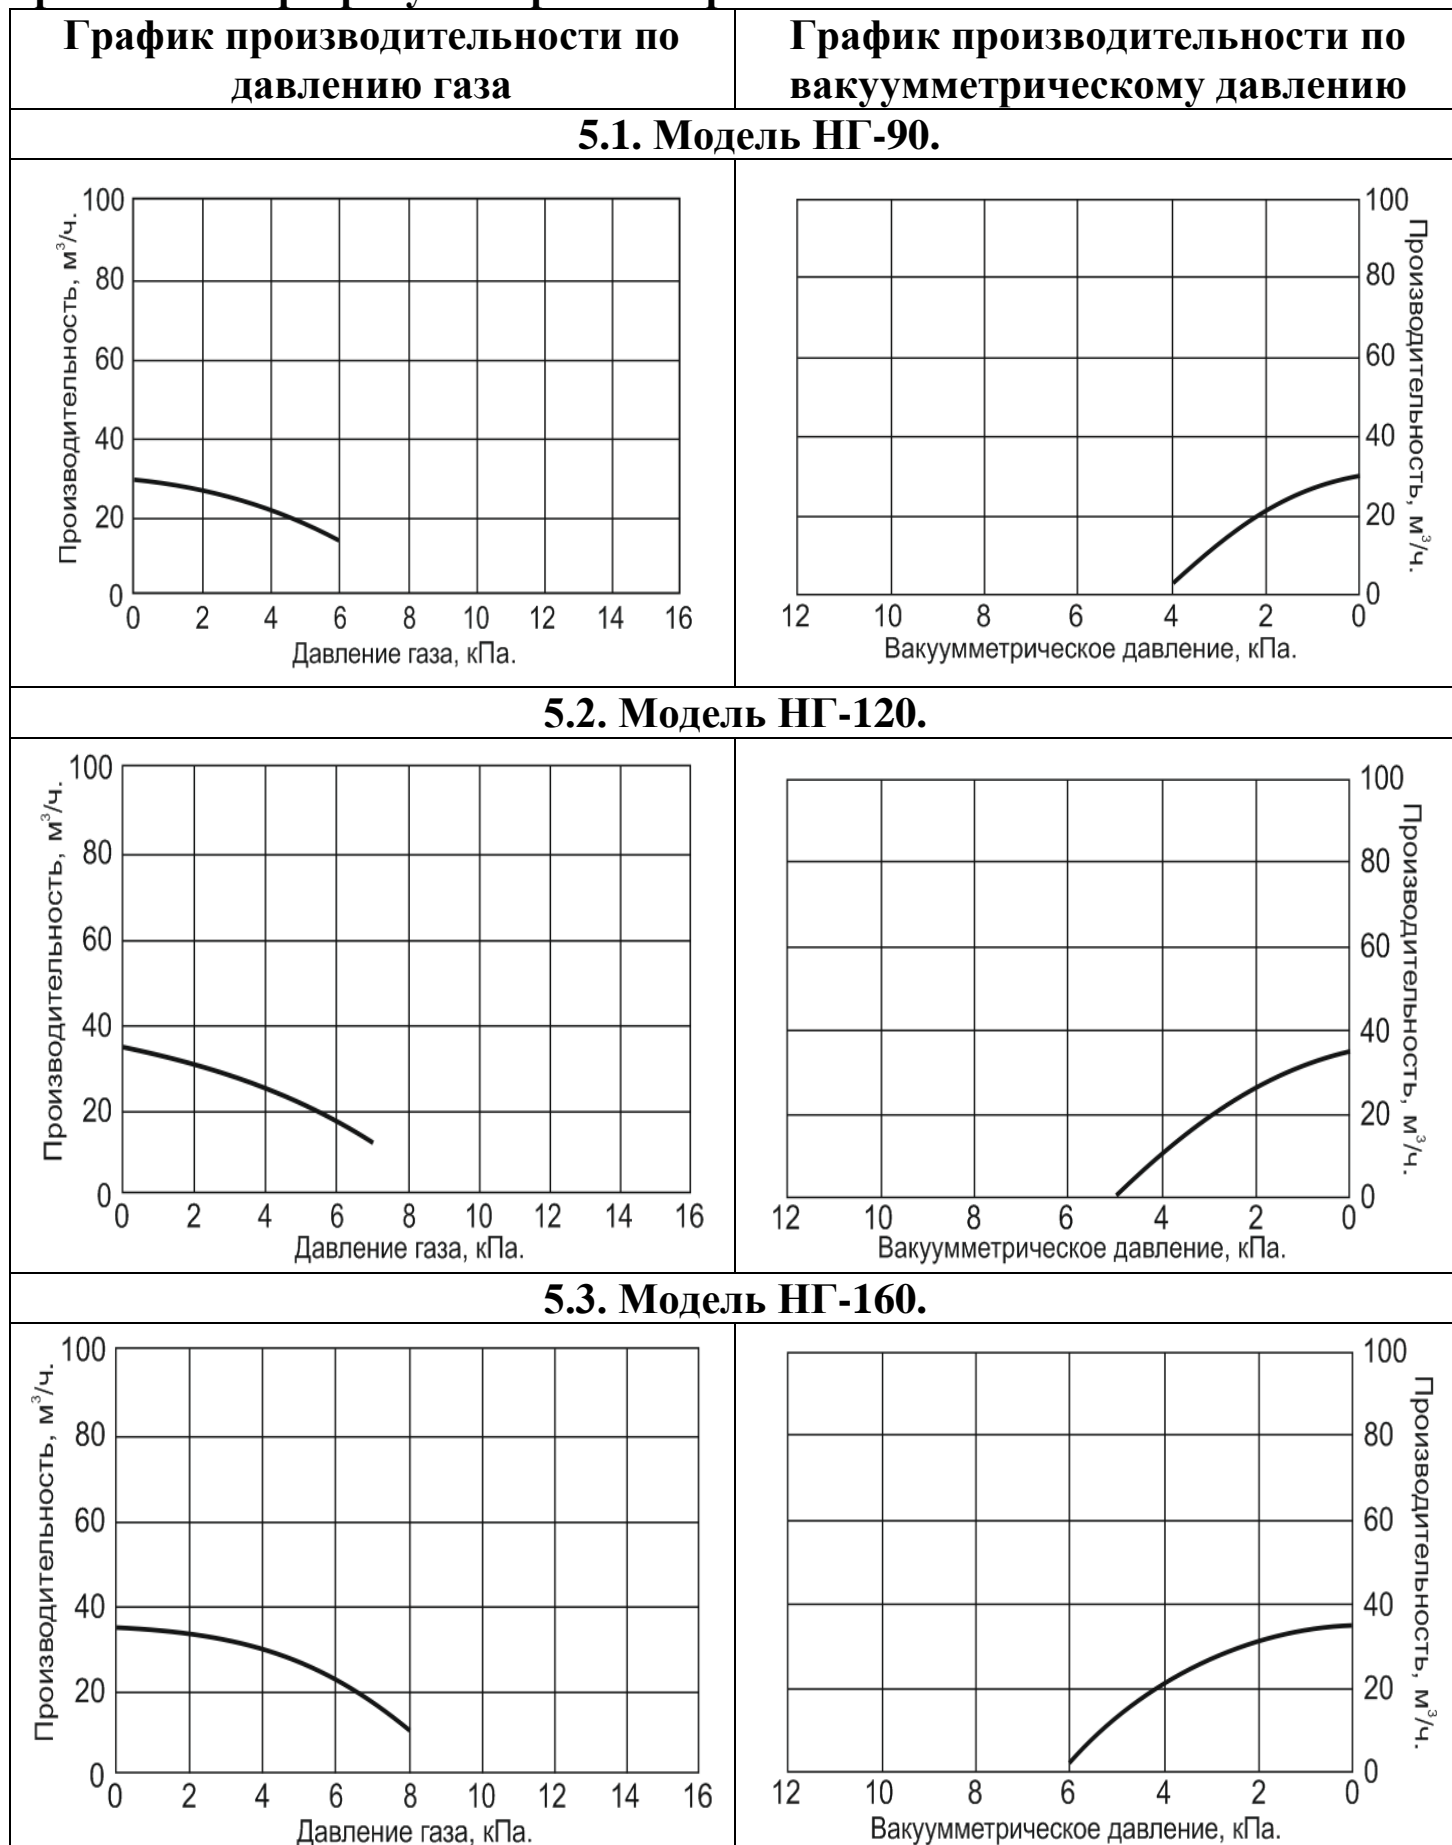 График производительности по
давлению газа
График производительности по
вакуумметрическому давлению
5.1. Модель НГ-90.
Производительность, м³/ч.
100
80
60
40
20
0
0 2 4 6 8 10 12 14 16
Давление газа, кПа.
100
80
60
40
20
0
Производительность, м³/ч.
12 10 8 6 4 2 0
Вакуумметрическое давление, кПа.
5.2. Модель НГ-120.
Производительность, м³/ч.
100
80
60
40
20
0
0 2 4 6 8 10 12 14 16
Давление газа, кПа.
100
80
60
40
20
0
Производительность, м³/ч.
12 10 8 6 4 2 0
Вакуумметрическое давление, кПа.
5.3. Модель НГ-160.
Производительность, м³/ч.
100
80
60
40
20
0
0 2 4 6 8 10 12 14 16
Давление газа, кПа.
100
80
60
40
20
0
Производительность, м³/ч.
12 10 8 6 4 2 0
Вакуумметрическое давление, кПа.